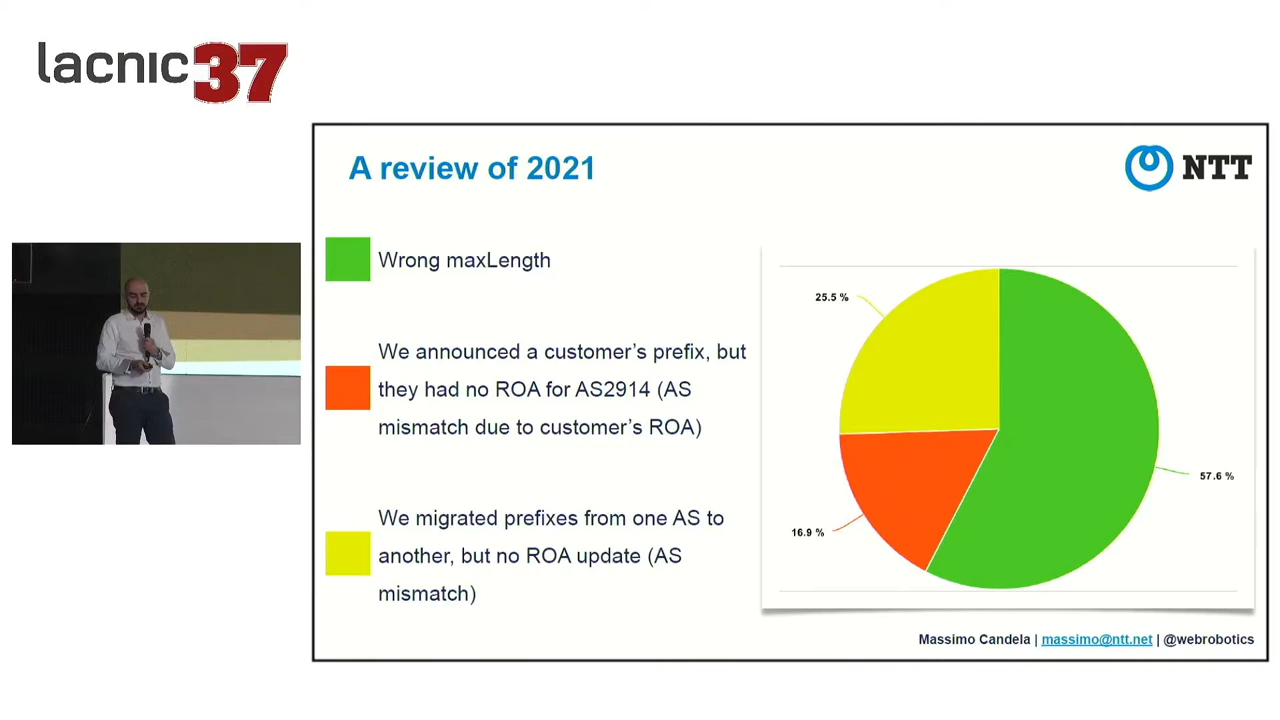 lacnic 37
A review of 2021
NTT
Wrong maxLength
We announced a customer’s prefix, but
they had no ROA for AS2914 (AS
mismatch due to customer’s ROA)
We migrated prefixes from one AS to
another, but no ROA update (AS
mismatch)
25.5 %
57.6 %
16.9 %
Massimo Candela | massimo@ntt.net | @webrobotics